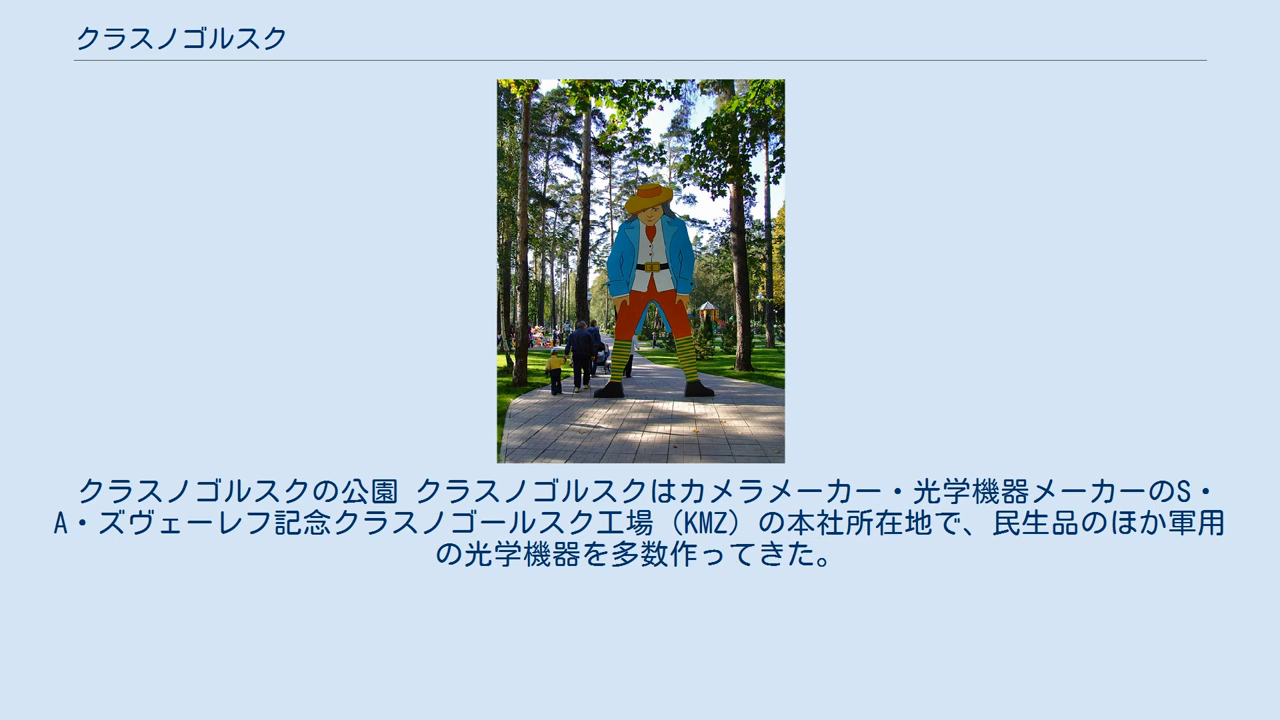 クラスノゴルスク
クラスノゴルスクの公園 クラスノゴルスクはカメラメーカー・光学機器メーカーのS・
A・ズヴェーレフ記念クラスノゴールスク工場（KMZ）の本社所在地で、民生品のほか軍用
の光学機器を多数作ってきた。